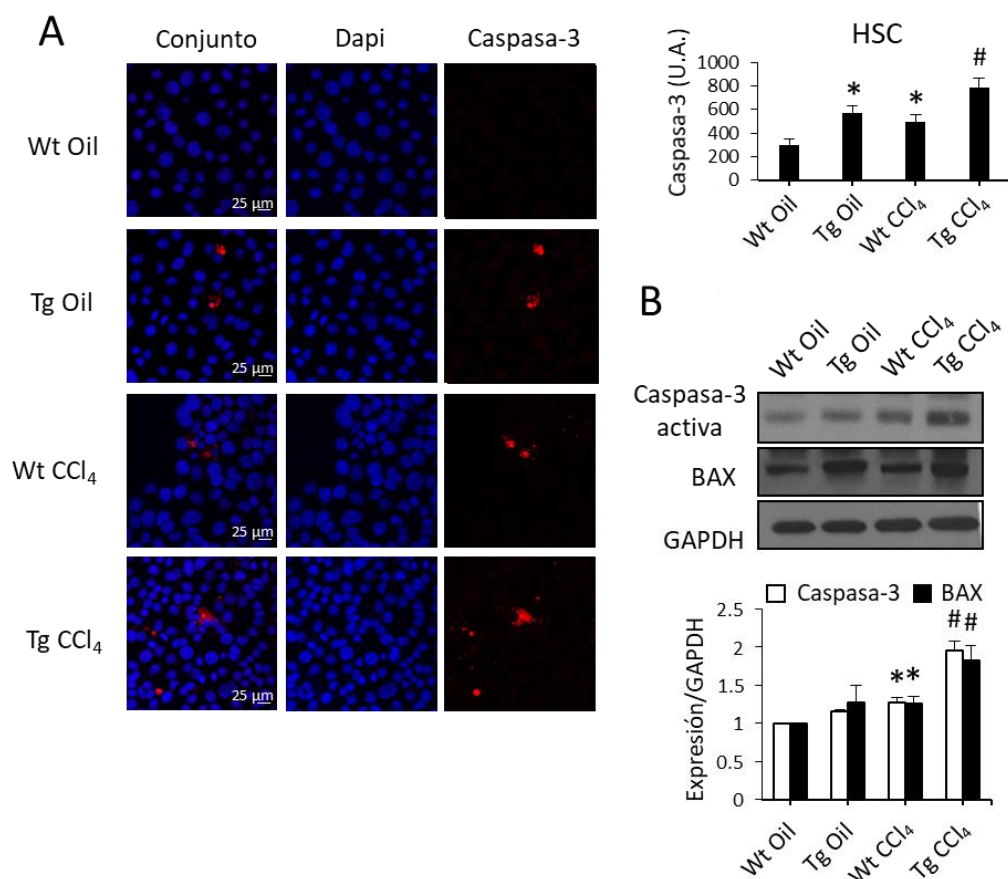 A
Conjunto Dapi Caspasa-3
Wt Oil
25 µm
Tg Oil
25 µm
Wt CCl₄
25 µm
Tg CCl₄
25 µm
HSC
Caspasa-3 (U.A.)
1000
800
600
400
200
0
* * #
Wt Oil Tg Oil Wt CCl₄ Tg CCl₄
B
Wt Oil Tg Oil Wt CCl₄ Tg CCl₄
Caspasa-3
activa
BAX
GAPDH
Caspasa-3 BAX
Expresión/GAPDH
2.5
2
1.5
1
0.5
0
** # #
Wt Oil Tg Oil Wt CCl₄ Tg CCl₄